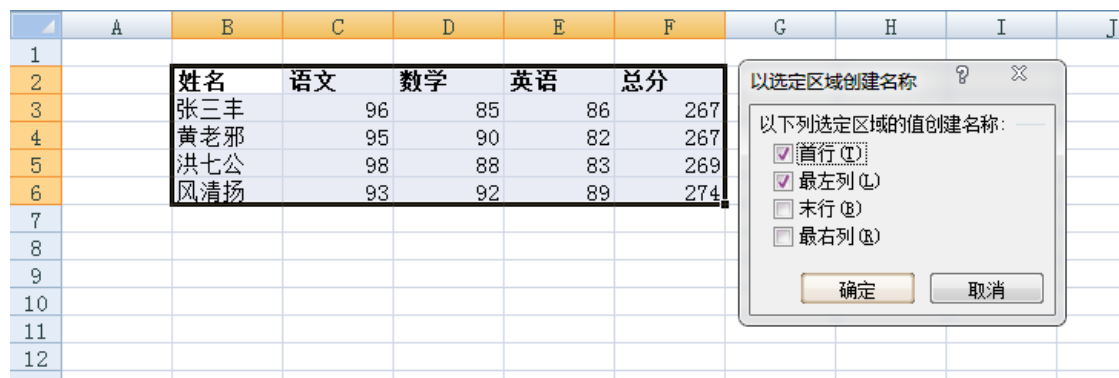 A B C D E F G H I J
1
2 姓名 语文 数学 英语 总分
3 张三丰 96 85 86 267
4 黄老邪 95 90 82 267
5 洪七公 98 88 83 269
6 风清扬 93 92 89 274
7
8
9
10
11
12
以选定区域创建名称
以下列选定区域的值创建名称:
首行(T)
最左列(L)
末行(B)
最右列(R)
确定 取消